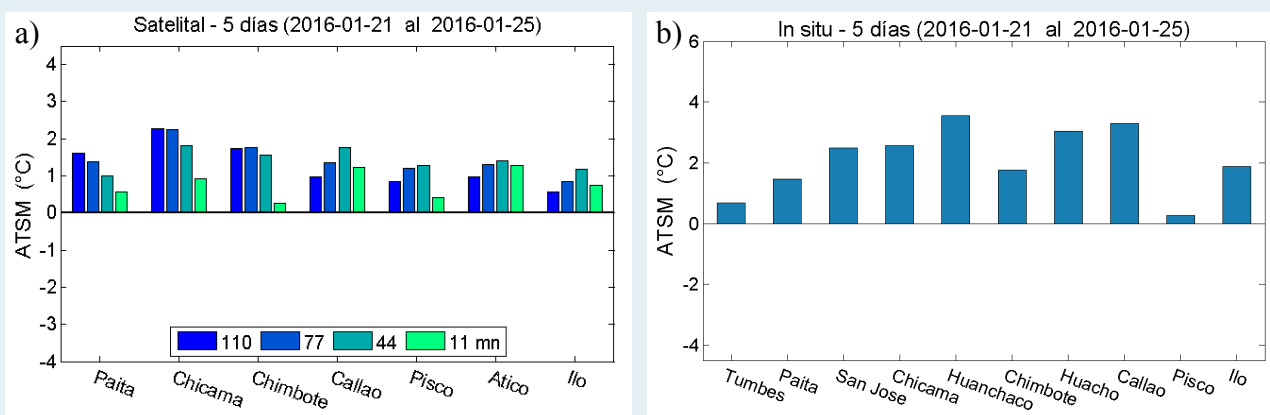 a)
Satelital - 5 días (2016-01-21 al 2016-01-25)
ATSM (°C)
4
3
2
1
0
-1
-2
-3
-4
110 77 44 11 mn
Paita Chicama Chimbote Callao Pisco Atico Ilo
b)
In situ - 5 días (2016-01-21 al 2016-01-25)
ATSM (°C)
6
4
2
0
-2
-4
Tumbes Paita San Jose Chicama Huanchaco Chimbote Huacho Callao Pisco Ilo